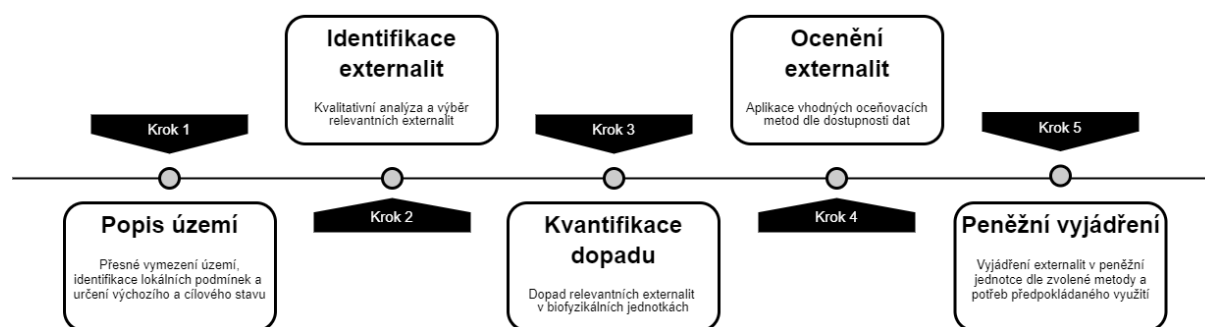 Krok 1
Popis území
Přesné vymezení území,
identifikace lokálních podmínek a
určení výchozího a cílového stavu
Identifikace
externalit
Kvalitativní analýza a výběr
relevantních externalit
Krok 2
Krok 3
Kvantifikace
dopadu
Dopad relevantních externalit
v biofyzikálních jednotkách
Ocenění
externalit
Aplikace vhodných oceňovacích
metod dle dostupnosti dat
Krok 4
Krok 5
Peněžní vyjádření
Vyjádření externalit v peněžní
jednotce dle zvolené metody a
potřeb předpokládaného využití